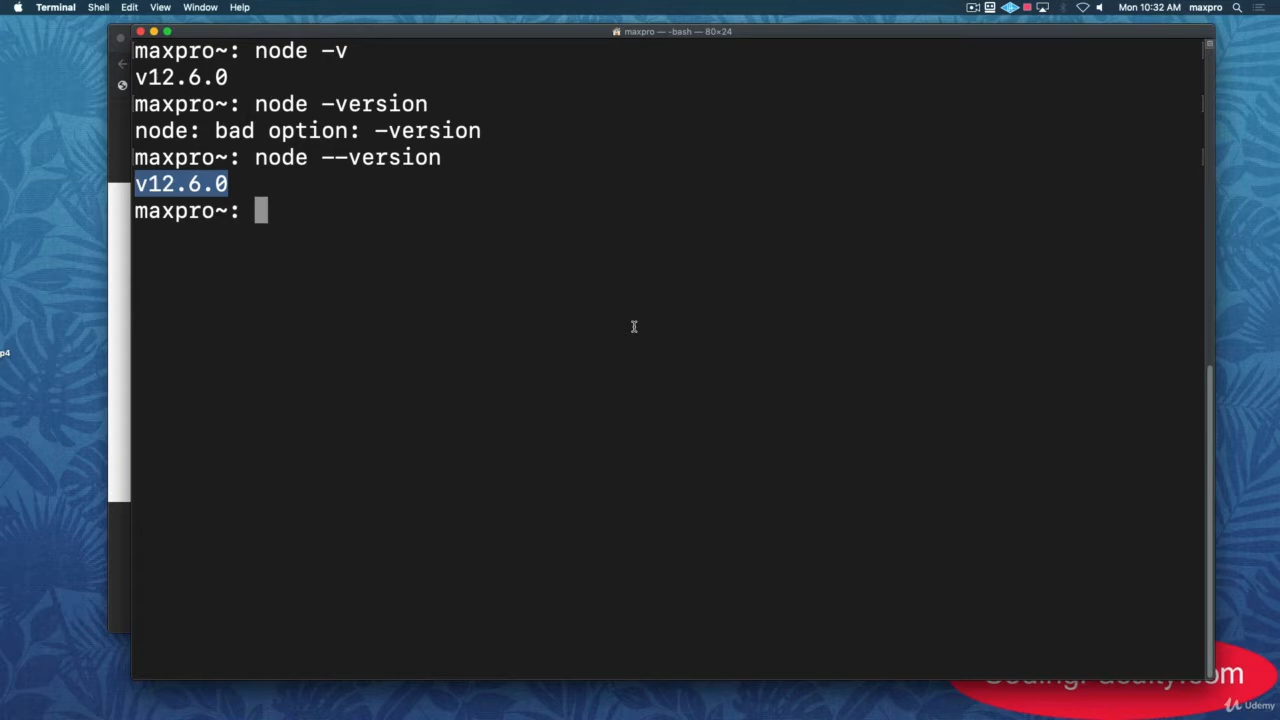 Terminal Shell Edit View Window Help
Mon 10:32 AM maxpro
maxpro — -bash — 80×24
maxpro~: node -v
v12.6.0
maxpro~: node -version
node: bad option: -version
maxpro~: node --version
v12.6.0
maxpro~:
p4
Udemy